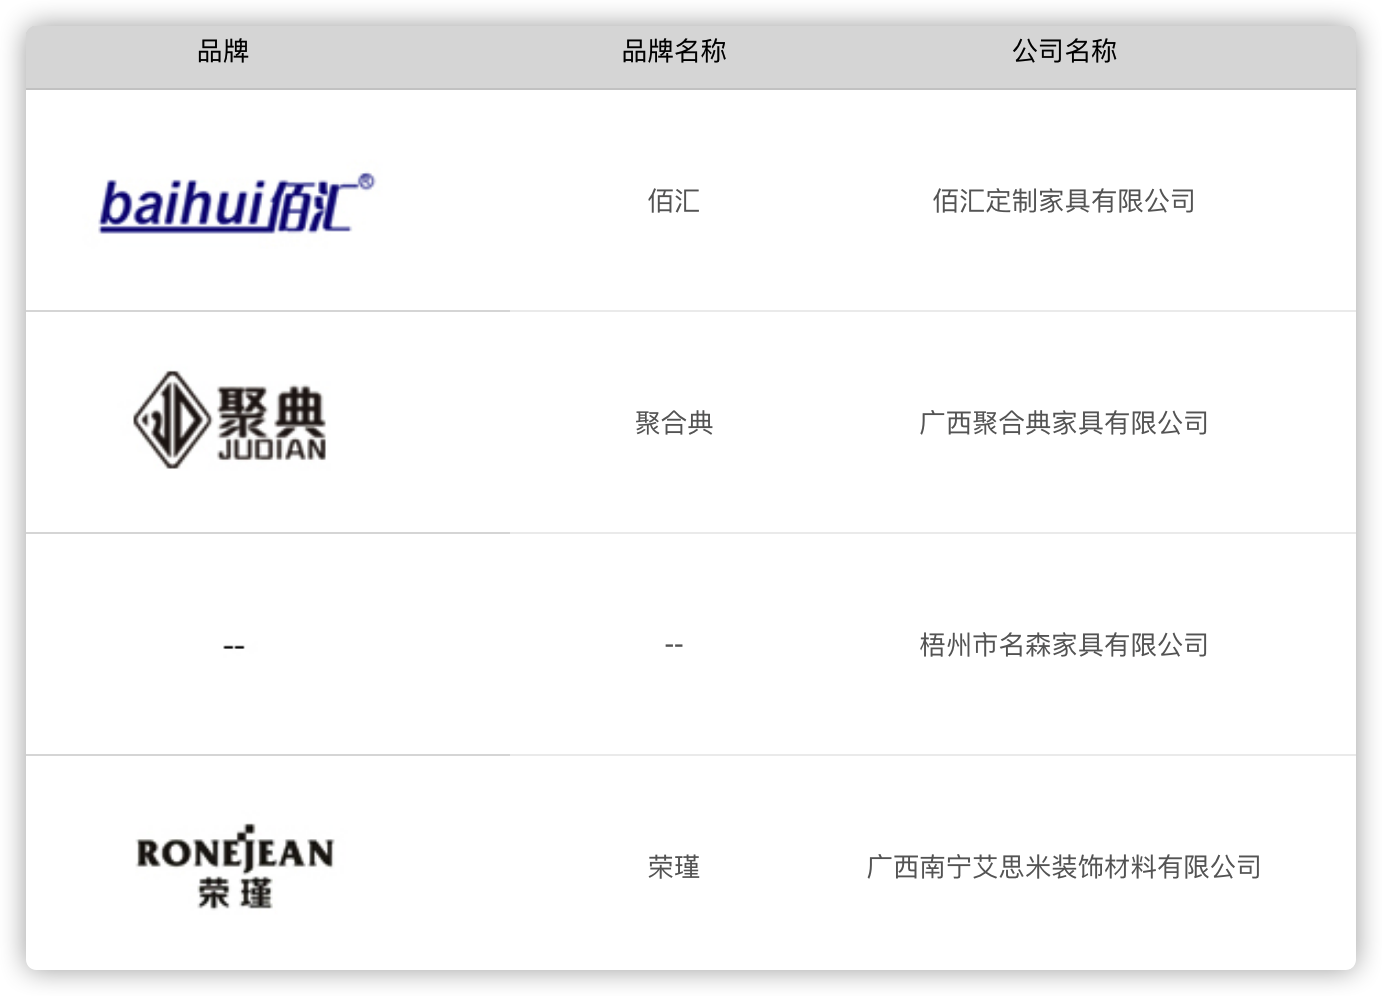 品牌 品牌名称 公司名称
baihui佰汇® 佰汇 佰汇定制家具有限公司
聚典
JUDIAN
聚合典 广西聚合典家具有限公司
-- -- 梧州市名森家具有限公司
RONEJEAN
荣瑾
荣瑾 广西南宁艾思米装饰材料有限公司